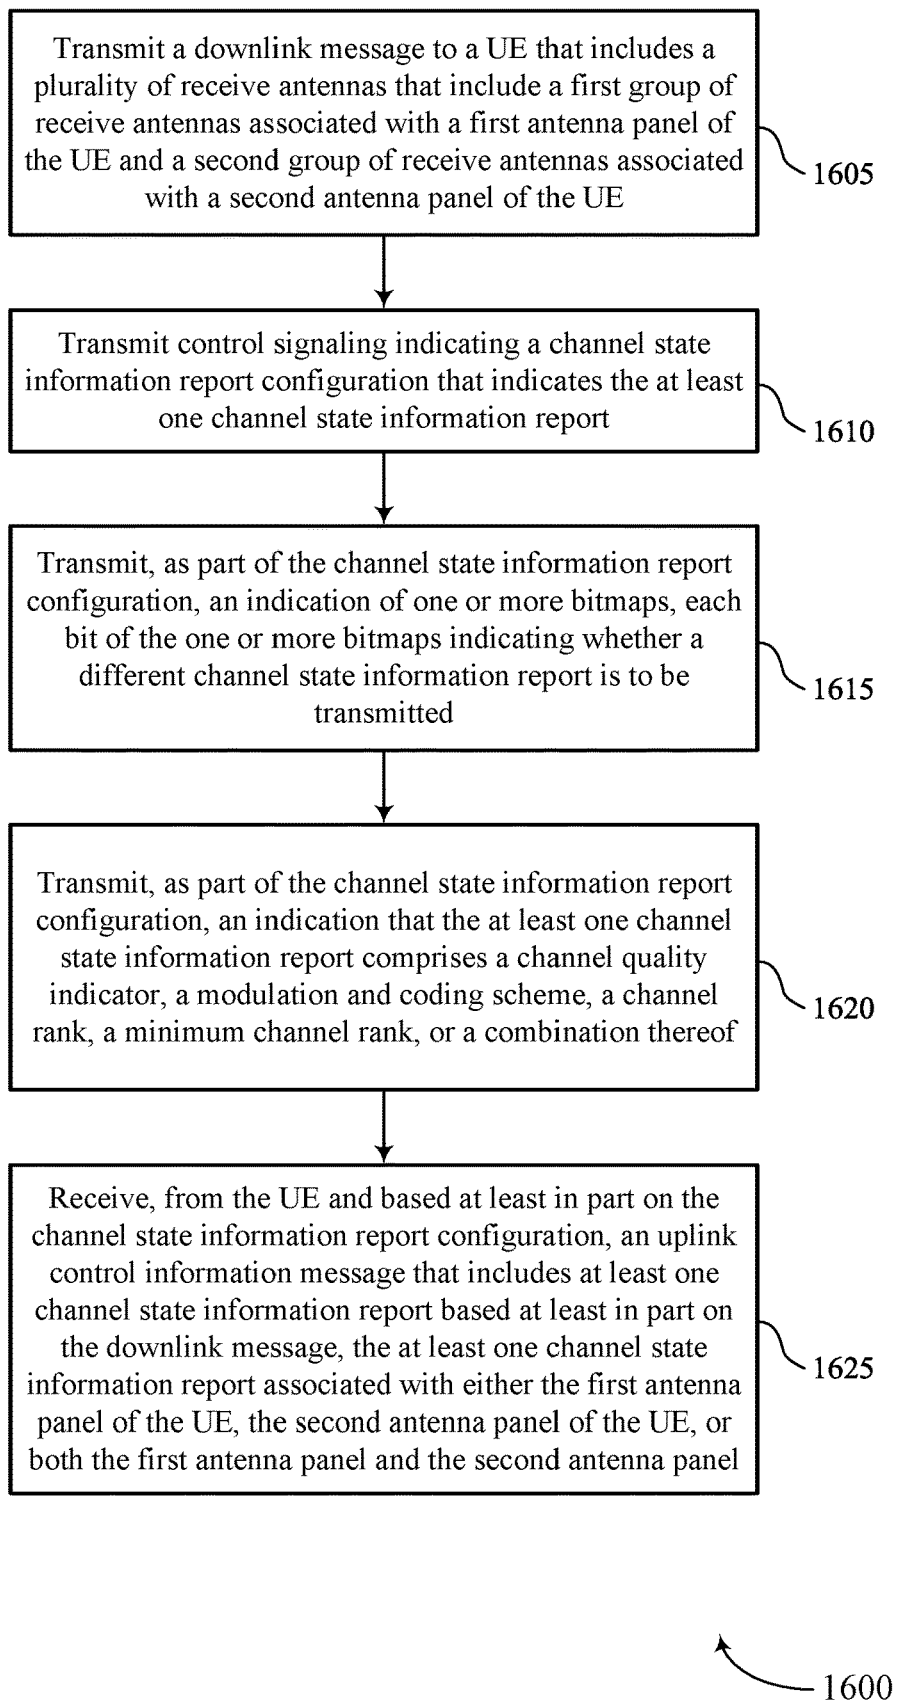 Transmit a downlink message to a UE that includes a
plurality of receive antennas that include a first group of
receive antennas associated with a first antenna panel of
the UE and a second group of receive antennas associated
with a second antenna panel of the UE
1605
Transmit control signaling indicating a channel state
information report configuration that indicates the at least
one channel state information report
1610
Transmit, as part of the channel state information report
configuration, an indication of one or more bitmaps, each
bit of the one or more bitmaps indicating whether a
different channel state information report is to be
transmitted
1615
Transmit, as part of the channel state information report
configuration, an indication that the at least one channel
state information report comprises a channel quality
indicator, a modulation and coding scheme, a channel
rank, a minimum channel rank, or a combination thereof
1620
Receive, from the UE and based at least in part on the
channel state information report configuration, an uplink
control information message that includes at least one
channel state information report based at least in part on
the downlink message, the at least one channel state
information report associated with either the first antenna
panel of the UE, the second antenna panel of the UE, or
both the first antenna panel and the second antenna panel
1625
1600